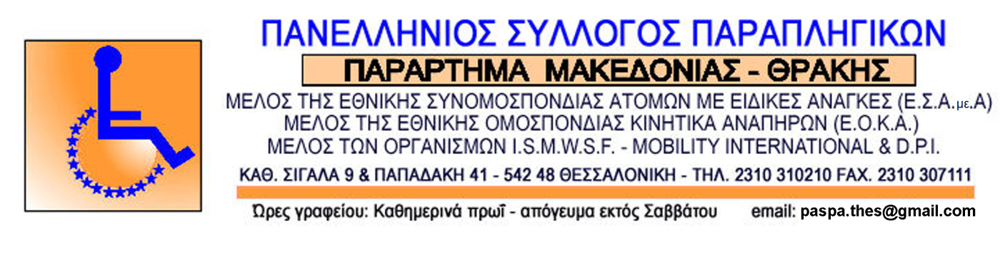 ΠΑΝΕΛΛΗΝΙΟΣ ΣΥΛΛΟΓΟΣ ΠΑΡΑΠΛΗΓΙΚΩΝ
ΠΑΡΑΡΤΗΜΑ ΜΑΚΕΔΟΝΙΑΣ - ΘΡΑΚΗΣ
ΜΕΛΟΣ ΤΗΣ ΕΘΝΙΚΗΣ ΣΥΝΟΜΟΣΠΟΝΔΙΑΣ ΑΤΟΜΩΝ ΜΕ ΕΙΔΙΚΕΣ ΑΝΑΓΚΕΣ (Ε.Σ.Α.με.Α)
ΜΕΛΟΣ ΤΗΣ ΕΘΝΙΚΗΣ ΟΜΟΣΠΟΝΔΙΑΣ ΚΙΝΗΤΙΚΑ ΑΝΑΠΗΡΩΝ (Ε.Ο.Κ.Α.)
ΜΕΛΟΣ ΤΩΝ ΟΡΓΑΝΙΣΜΩΝ I.S.M.W.S.F. - MOBILITY INTERNATIONAL & D.P.I.
ΚΑΘ. ΣΙΓΑΛΑ 9 & ΠΑΠΑΔΑΚΗ 41 - 542 48 ΘΕΣΣΑΛΟΝΙΚΗ - ΤΗΛ. 2310 310210 FAX. 2310 307111
Ώρες γραφείου: Καθημερινά πρωΐ - απόγευμα εκτός Σαββάτου email: paspa.thes@gmail.com